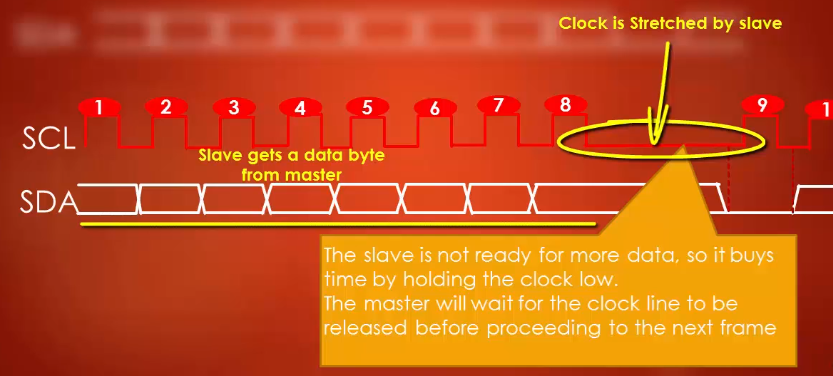 Clock is Stretched by slave
1 2 3 4 5 6 7 8 9 1
SCL
Slave gets a data byte
from master
SDA
The slave is not ready for more data, so it buys
time by holding the clock low.
The master will wait for the clock line to be
released before proceeding to the next frame